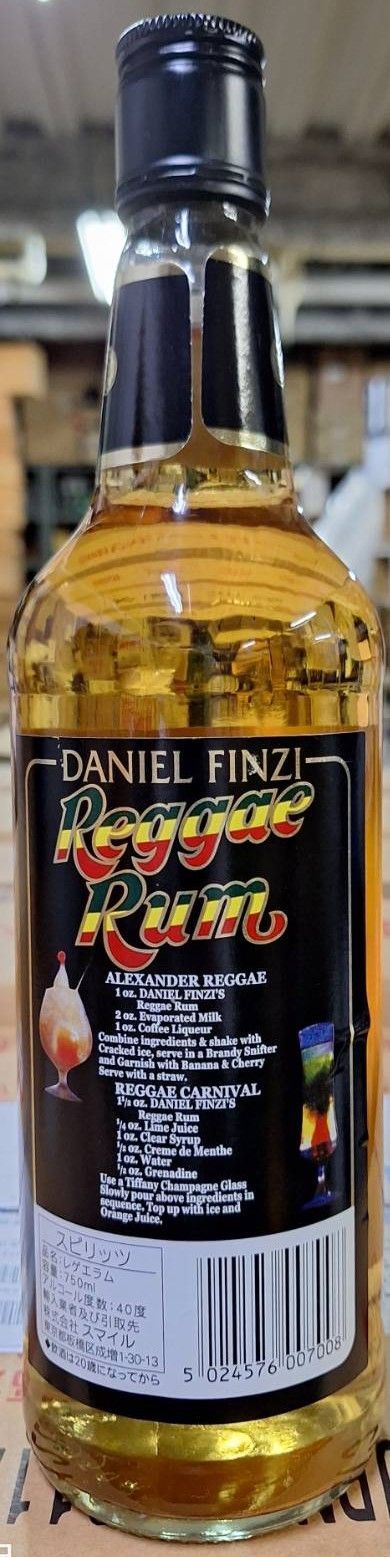 DANIEL FINZI
Reggae
Rum
ALEXANDER REGGAE
1 oz. DANIEL FINZI'S
Reggae Rum
2 oz. Evaporated Milk
1 oz. Coffee Liqueur
Combine ingredients & shake with
Cracked ice, serve in a Brandy Snifter
and Garnish with Banana & Cherry
Serve with a straw.
REGGAE CARNIVAL
1½ oz. DANIEL FINZI'S
Reggae Rum
¼ oz. Lime Juice
1 oz. Clear Syrup
½ oz. Creme de Menthe
1 oz. Water
½ oz. Grenadine
Use a Tiffany Champagne Glass
Slowly pour above ingredients in
sequence, Top up with ice and
Orange Juice.
スピリッツ
品名:レゲエラム
容量:750ml
アルコール度数:40度
輸入業者及び引取先
株式会社 スマイル
東京都板橋区成増1-30-13
●飲酒は20歳になってから
5 024576 007008